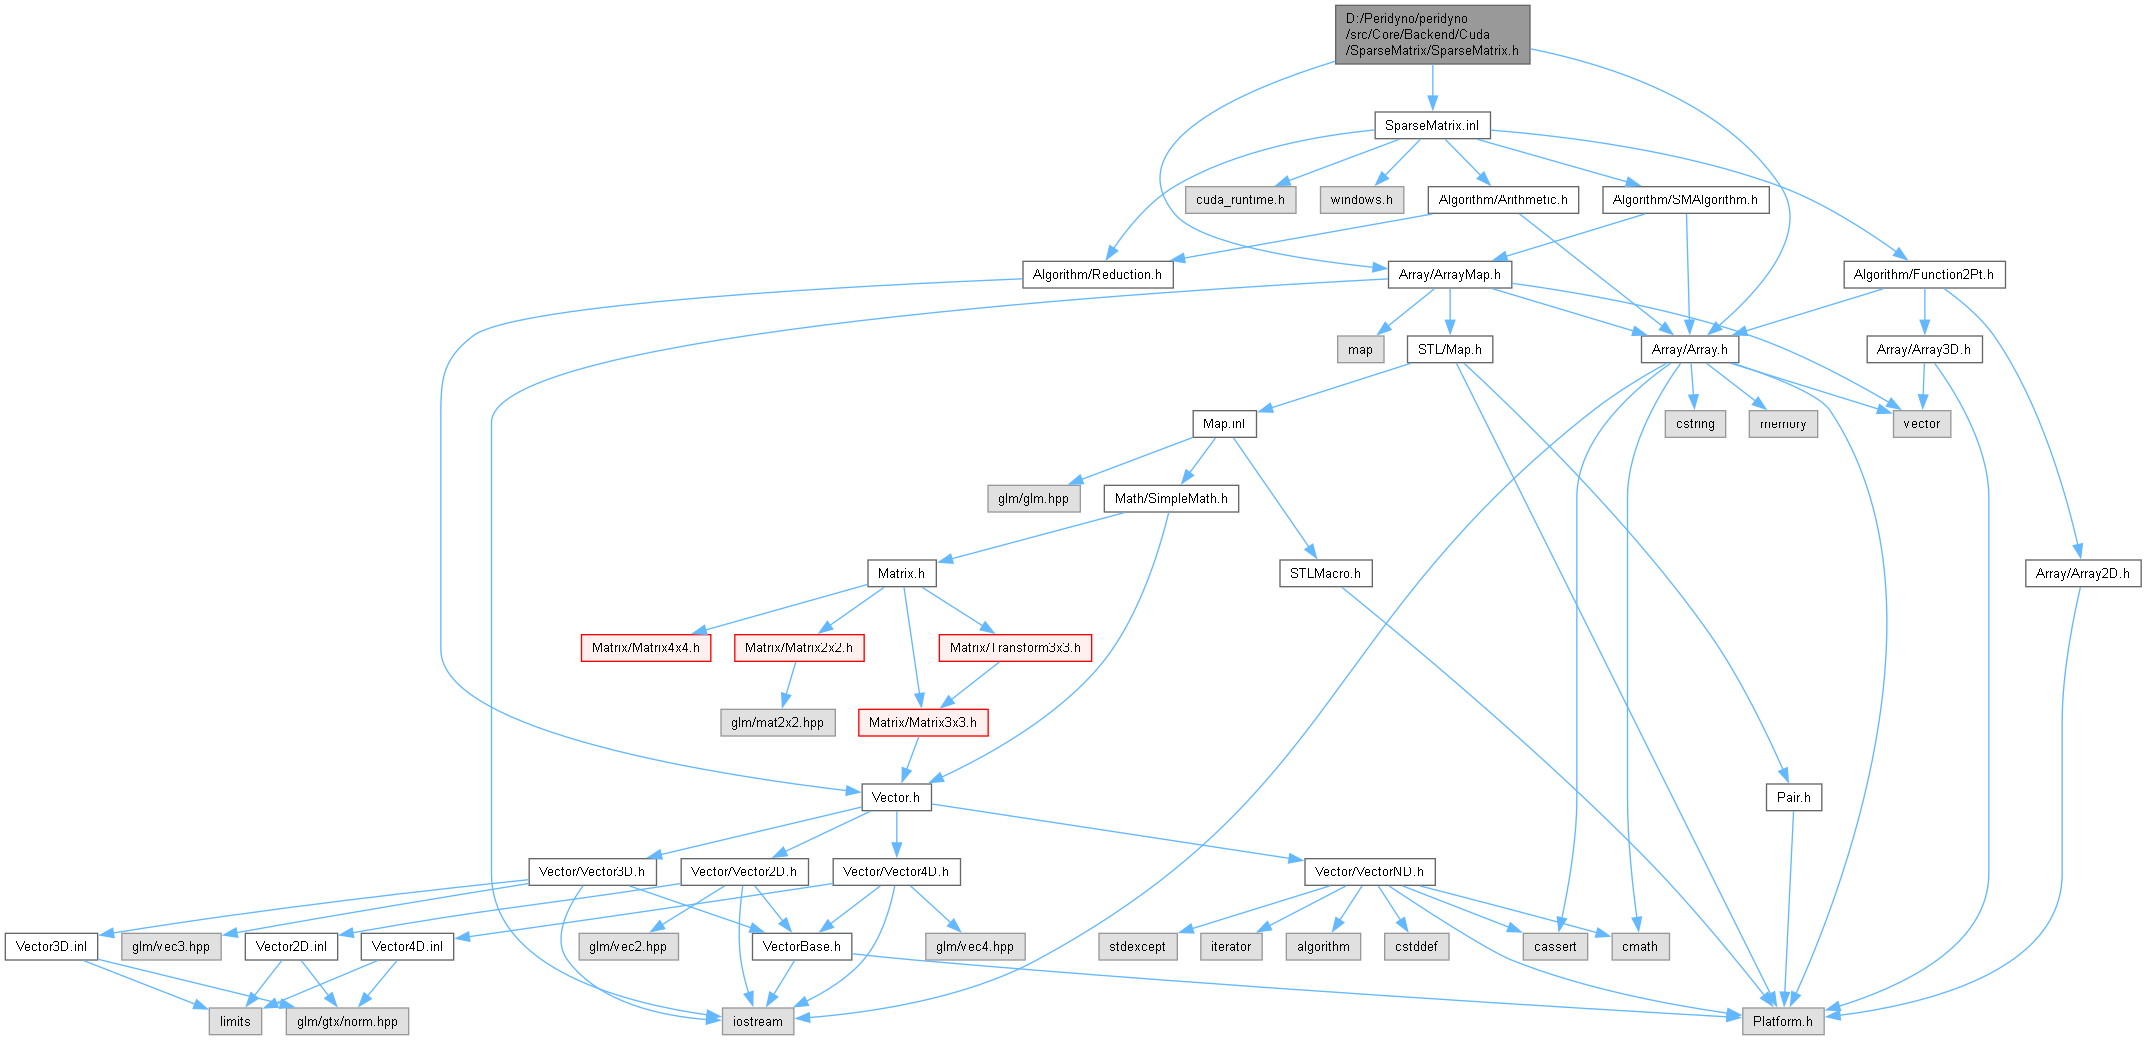 D:/Peridyno/peridyno
/src/Core/Backend/Cuda
/SparseMatrix/SparseMatrix.h
SparseMatrix.inl
cuda_runtime.h
windows.h
Algorithm/Arithmetic.h
Algorithm/SMAlgorithm.h
Algorithm/Reduction.h
Array/ArrayMap.h
Algorithm/Function2Pt.h
map
STL/Map.h
Array/Array.h
Array/Array3D.h
Map.inl
cstring
memory
vector
glm/glm.hpp
Math/SimpleMath.h
Matrix.h
STLMacro.h
Array/Array2D.h
Matrix/Matrix4x4.h
Matrix/Matrix2x2.h
Matrix/Transform3x3.h
glm/mat2x2.hpp
Matrix/Matrix3x3.h
Vector.h
Pair.h
Vector/Vector3D.h
Vector/Vector2D.h
Vector/Vector4D.h
Vector/VectorND.h
Vector3D.inl
glm/vec3.hpp
Vector2D.inl
Vector4D.inl
glm/vec2.hpp
VectorBase.h
glm/vec4.hpp
stdexcept
iterator
algorithm
cstddef
cassert
cmath
limits
glm/gtx/norm.hpp
iostream
Platform.h